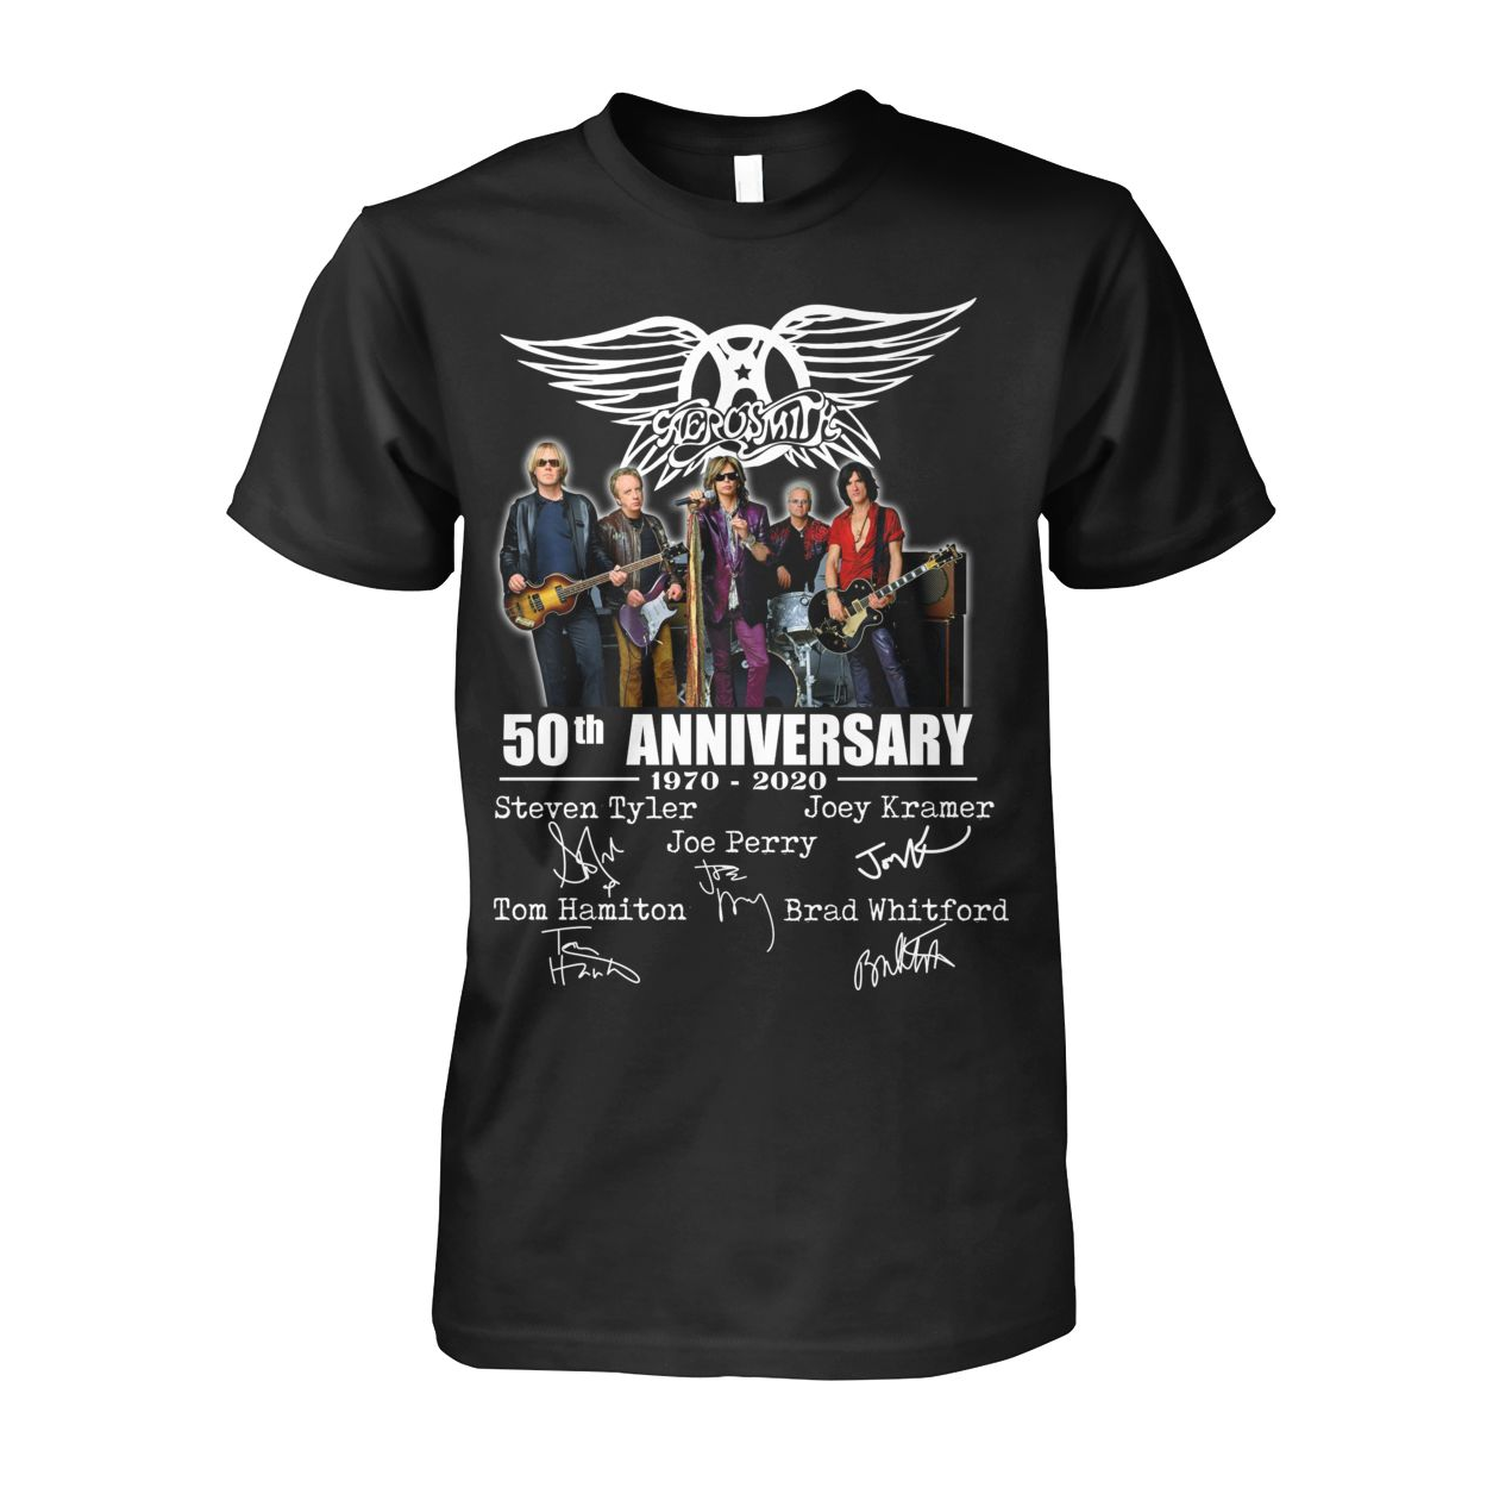 AEROSMITH
50th ANNIVERSARY
1970 - 2020
Steven Tyler
Joey Kramer
Joe Perry
Tom Hamiton
Brad Whitford